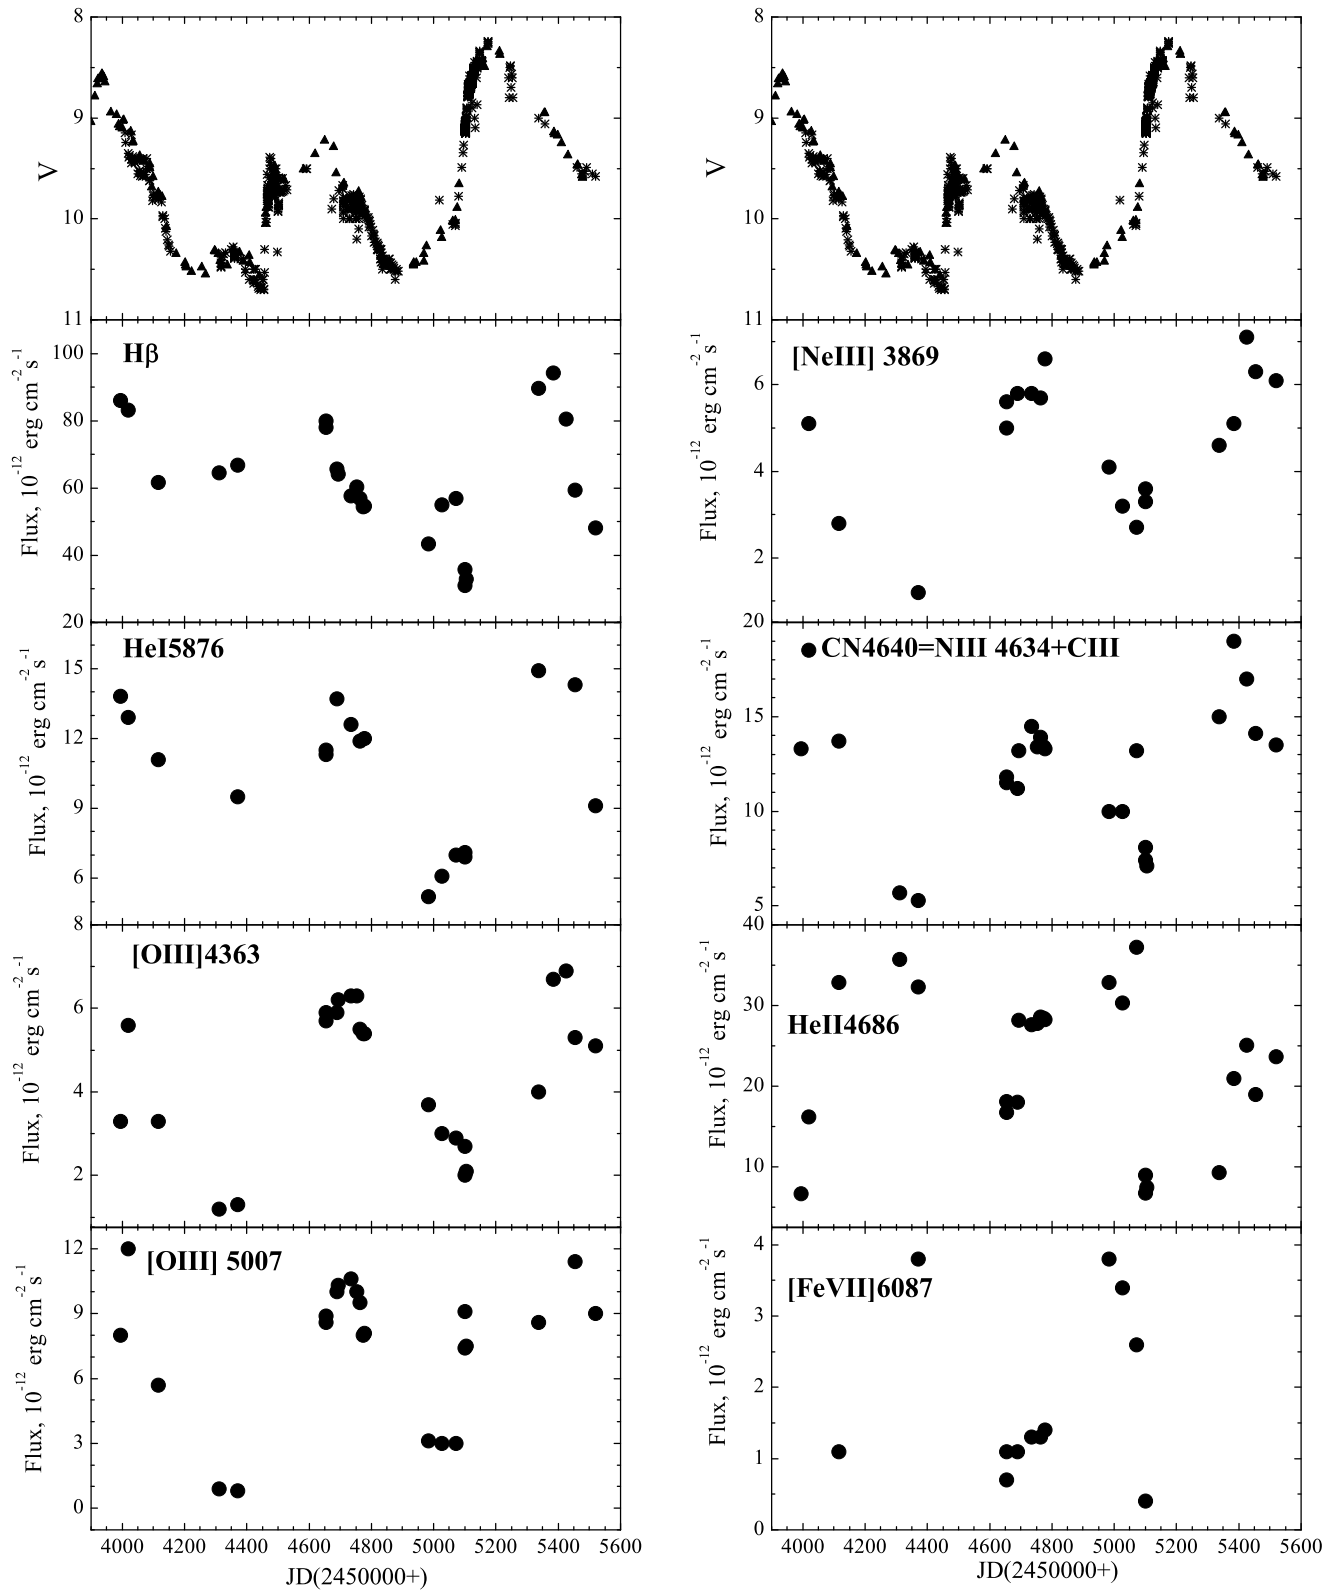 8
9
10
11
V
8
9
10
11
V
Hβ
100
80
60
40
20
Flux, 10^-12 erg cm^-2 s^-1
[NeIII] 3869
6
4
2
20
Flux, 10^-12 erg cm^-2 s^-1
HeI5876
15
12
9
6
8
Flux, 10^-12 erg cm^-2 s^-1
CN4640=NIII 4634+CIII
15
10
5
40
Flux, 10^-12 erg cm^-2 s^-1
[OIII]4363
6
4
2
Flux, 10^-12 erg cm^-2 s^-1
HeII4686
30
20
10
Flux, 10^-12 erg cm^-2 s^-1
[OIII] 5007
12
9
6
3
0
Flux, 10^-12 erg cm^-2 s^-1
[FeVII]6087
4
3
2
1
0
Flux, 10^-12 erg cm^-2 s^-1
4000 4200 4400 4600 4800 5000 5200 5400 5600
JD(2450000+)
4000 4200 4400 4600 4800 5000 5200 5400 5600
JD(2450000+)